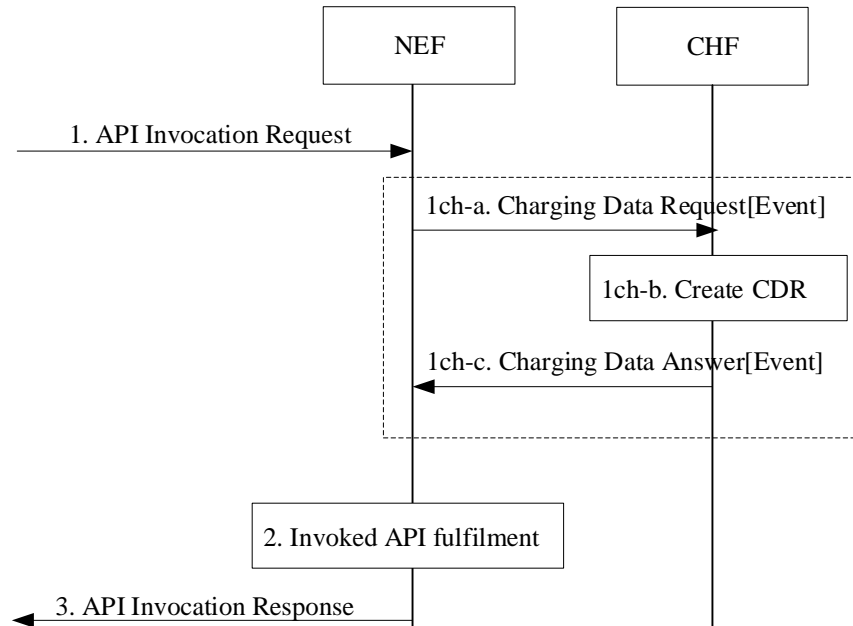 NEF
CHF
1. API Invocation Request
1ch-a. Charging Data Request[Event]
1ch-b. Create CDR
1ch-c. Charging Data Answer[Event]
2. Invoked API fulfilment
3. API Invocation Response